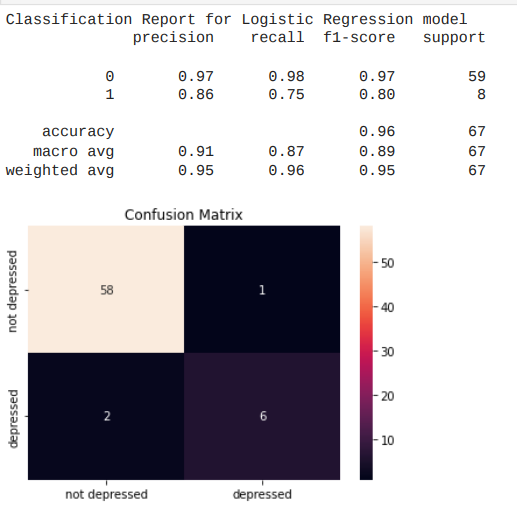 Classification Report for Logistic Regression model
precision recall f1-score support
0 0.97 0.98 0.97 59
1 0.86 0.75 0.80 8
accuracy 0.96 67
macro avg 0.91 0.87 0.89 67
weighted avg 0.95 0.96 0.95 67
Confusion Matrix
not depressed
58 1
depressed
2 6
not depressed depressed
50
40
30
20
10